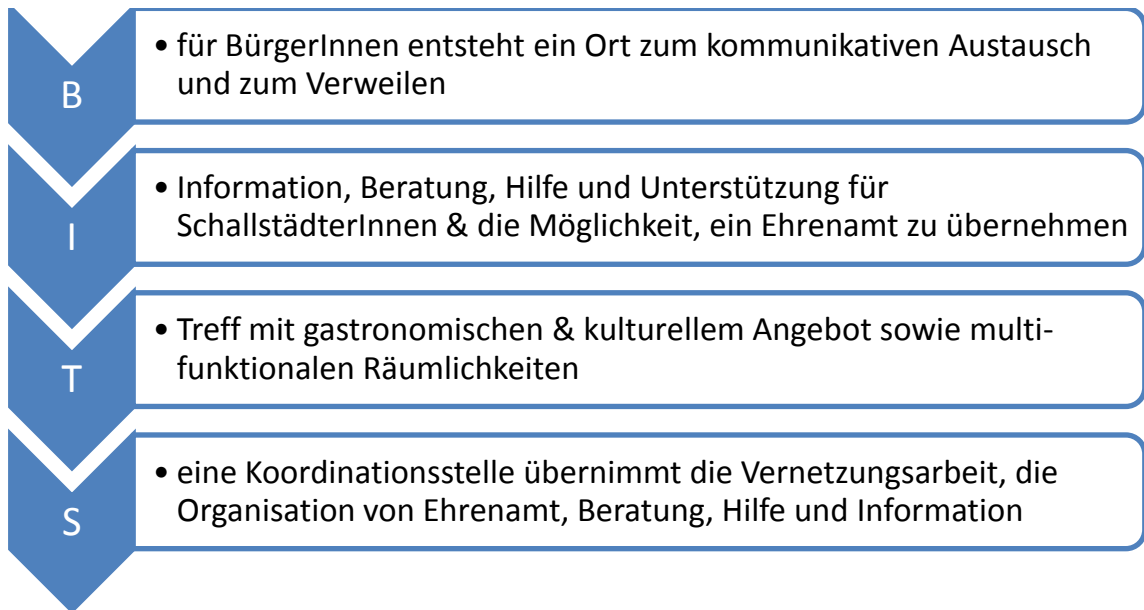 B
• für BürgerInnen entsteht ein Ort zum kommunikativen Austausch
und zum Verweilen
I
• Information, Beratung, Hilfe und Unterstützung für
SchallstädterInnen & die Möglichkeit, ein Ehrenamt zu übernehmen
T
• Treff mit gastronomischen & kulturellem Angebot sowie multi-
funktionalen Räumlichkeiten
S
• eine Koordinationsstelle übernimmt die Vernetzungsarbeit, die
Organisation von Ehrenamt, Beratung, Hilfe und Information